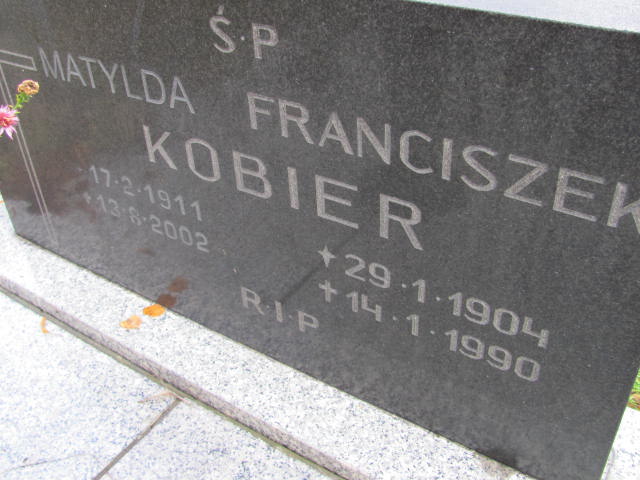 Ś.P
MATYLDA FRANCISZEK
KOBIER
17·2·1911 29·1·1904
+13·6·2002 +14·1·1990
R·I·P